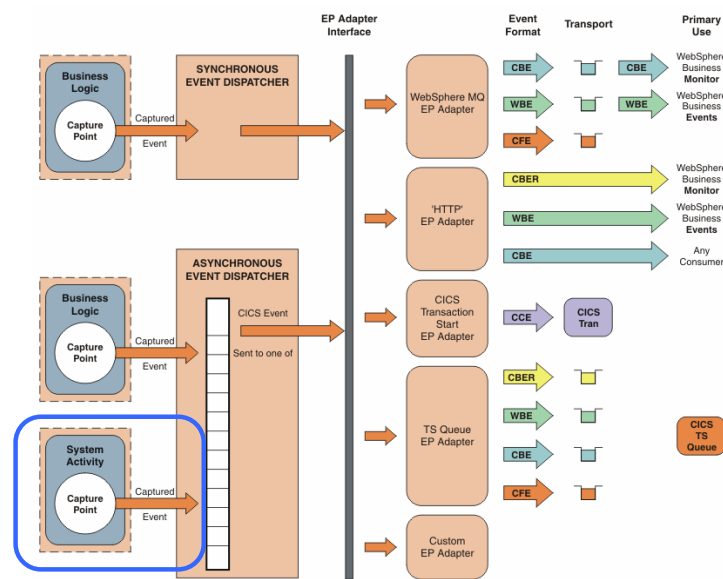 EP Adapter
Interface
Event
Format
Transport
Primary
Use
Business
Logic
Capture
Point
Captured
Event
SYNCHRONOUS
EVENT DISPATCHER
WebSphere MQ
EP Adapter
CBE
CBE
WebSphere
Business
Monitor
WBE
WBE
WebSphere
Business
Events
CFE
'HTTP'
EP Adapter
CBER
WebSphere
Business
Monitor
WBE
WebSphere
Business
Events
CBE
Any
Consumer
ASYNCHRONOUS
EVENT DISPATCHER
Business
Logic
Capture
Point
Captured
Event
CICS Event
Sent to one of
CICS
Transaction
Start
EP Adapter
CCE
CICS
Tran
System
Activity
Capture
Point
Captured
Event
TS Queue
EP Adapter
CBER
WBE
CBE
CFE
CICS
TS
Queue
Custom
EP Adapter